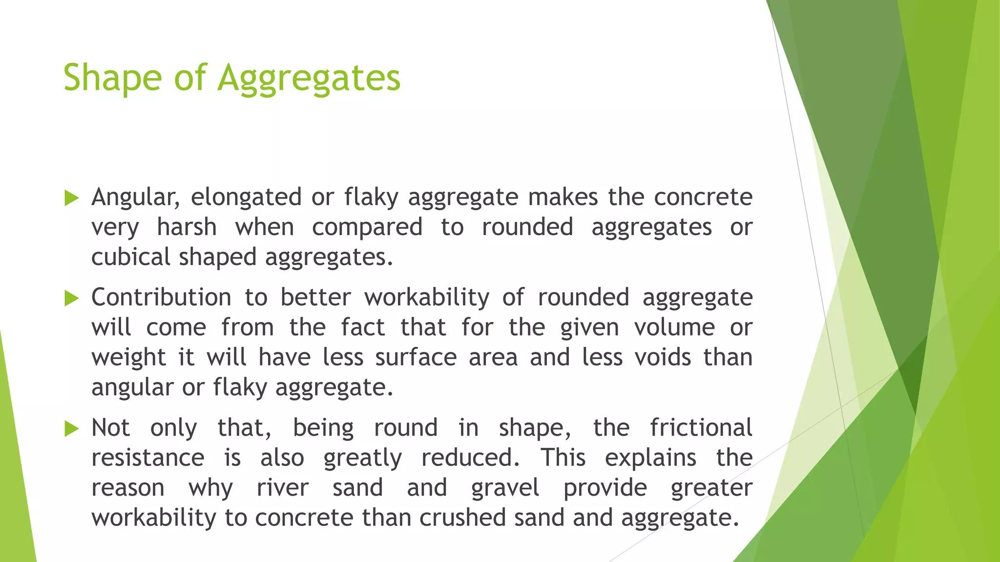 Shape of Aggregates
Angular, elongated or flaky aggregate makes the concrete
very harsh when compared to rounded aggregates or
cubical shaped aggregates.
Contribution to better workability of rounded aggregate
will come from the fact that for the given volume or
weight it will have less surface area and less voids than
angular or flaky aggregate.
Not only that, being round in shape, the frictional
resistance is also greatly reduced. This explains the
reason why river sand and gravel provide greater
workability to concrete than crushed sand and aggregate.